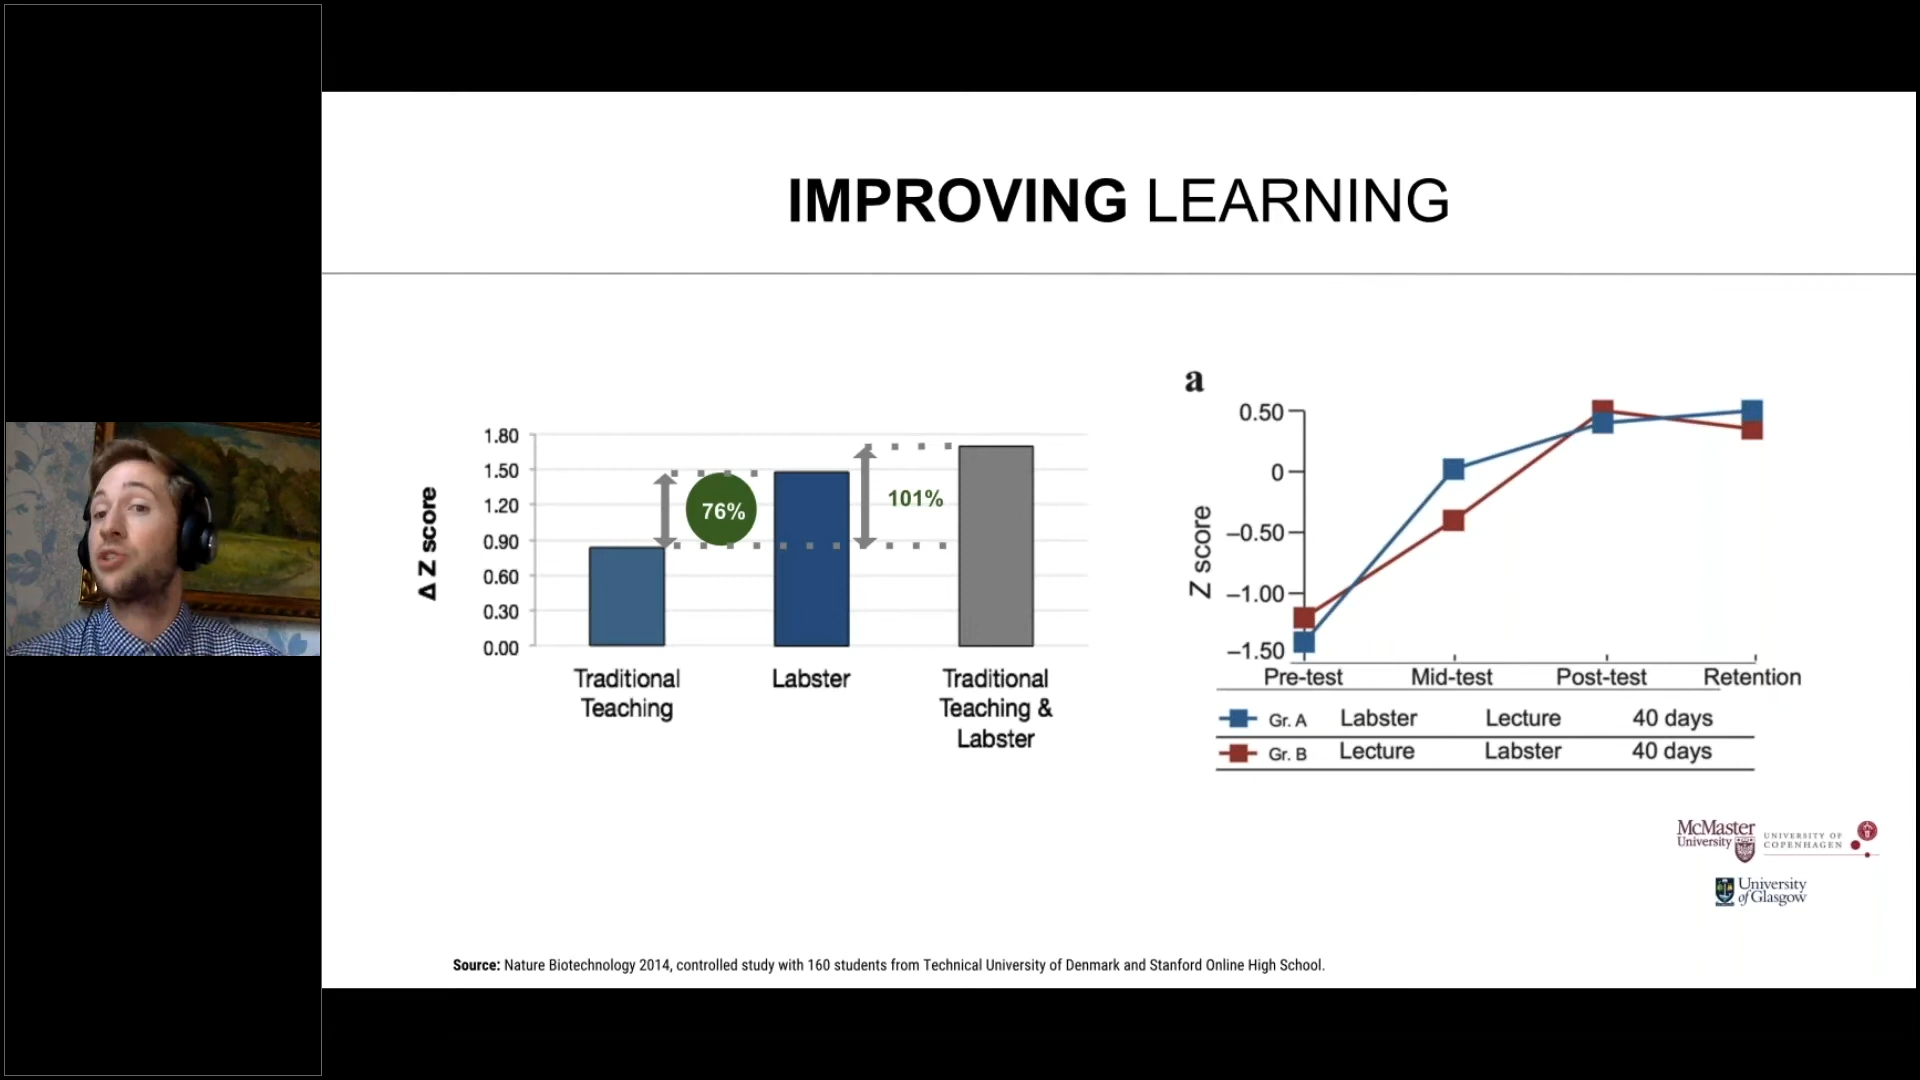 IMPROVING LEARNING
Δ Z score
1.80
1.50
1.20
0.90
0.60
0.30
0.00
76%
101%
Traditional
Teaching
Labster
Traditional
Teaching &
Labster
a
Z score
0.50
0
–0.50
–1.00
–1.50
Pre-test Mid-test Post-test Retention
Gr. A Labster Lecture 40 days
Gr. B Lecture Labster 40 days
McMaster
University
UNIVERSITY OF
COPENHAGEN
University
of Glasgow
Source: Nature Biotechnology 2014, controlled study with 160 students from Technical University of Denmark and Stanford Online High School.